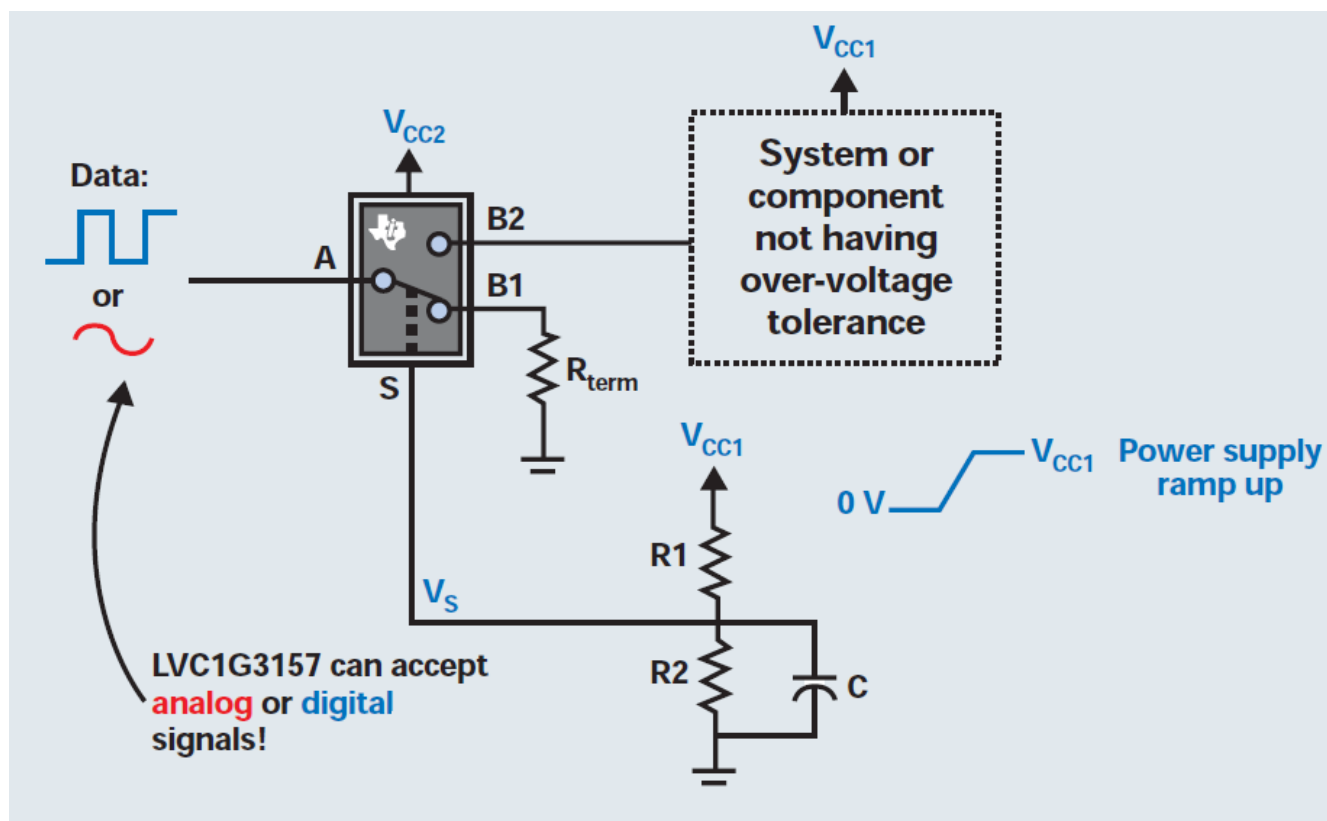 VCC1
VCC2
System or
component
not having
over-voltage
tolerance
Data:
or
A
B2
B1
S
Rterm
VCC1
0 V
VCC1 Power supply
ramp up
R1
VS
R2
C
LVC1G3157 can accept
analog or digital
signals!